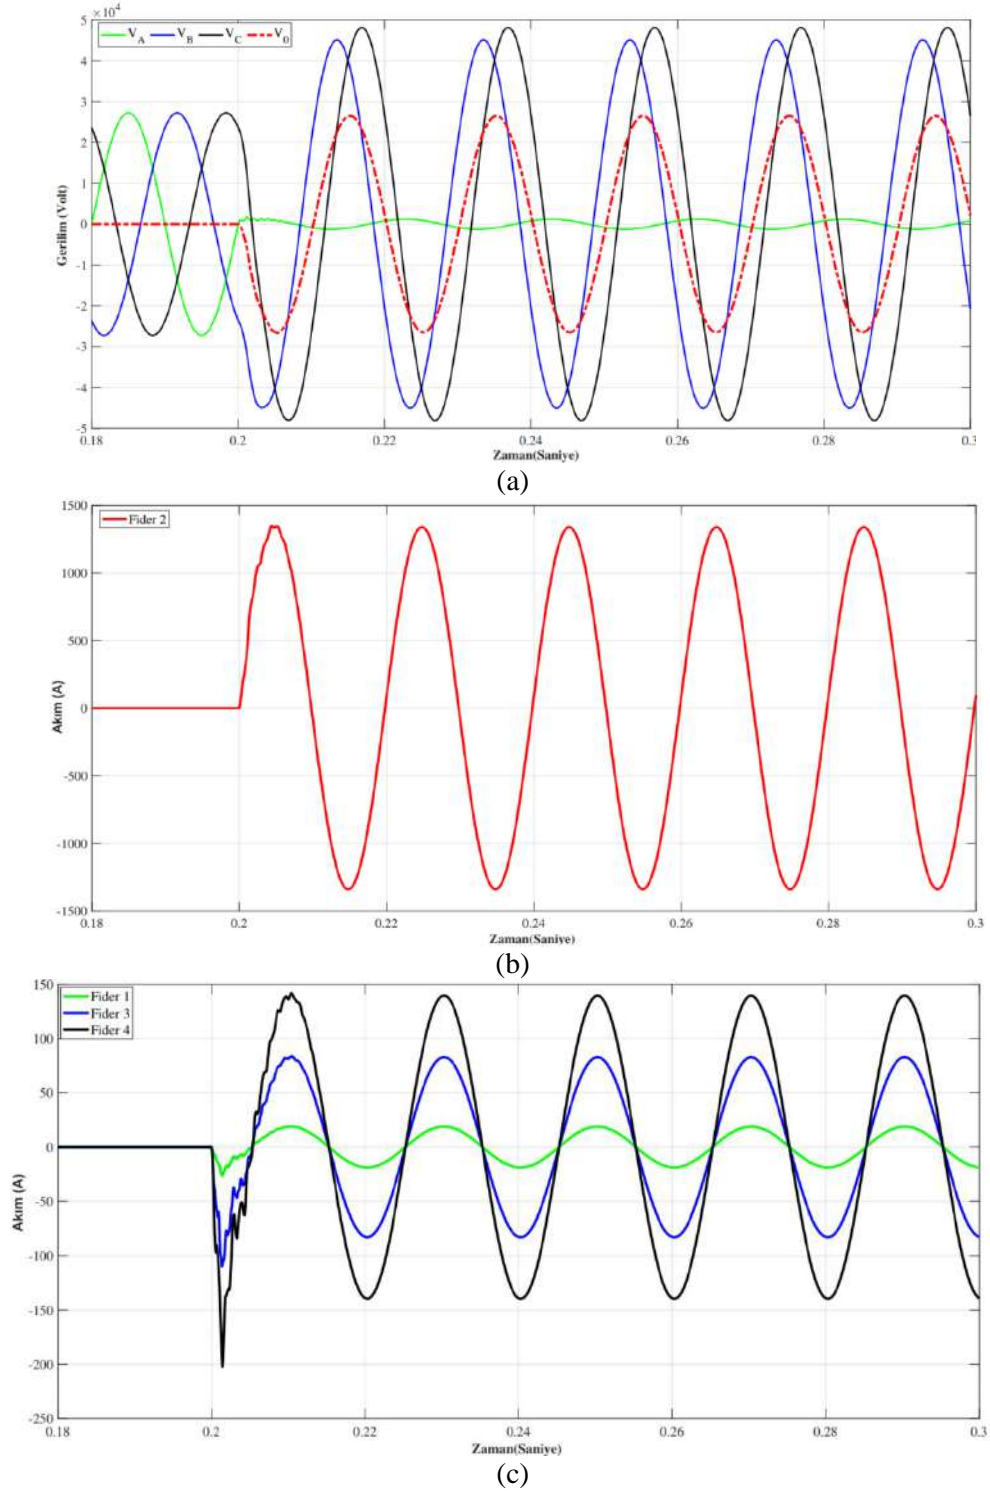 ×10⁴
V_A V_B V_C V_0
5
4
3
2
1
0
-1
-2
-3
-4
-5
Gerilim (Volt)
0.18 0.2 0.22 0.24 0.26 0.28 0.3
Zaman(Saniye)
(a)
Fider 2
1500
1000
500
0
-500
-1000
-1500
Akım (A)
0.18 0.2 0.22 0.24 0.26 0.28 0.3
Zaman(Saniye)
(b)
Fider 1
Fider 3
Fider 4
150
100
50
0
-50
-100
-150
-200
-250
Akım (A)
0.18 0.2 0.22 0.24 0.26 0.28 0.3
Zaman(Saniye)
(c)